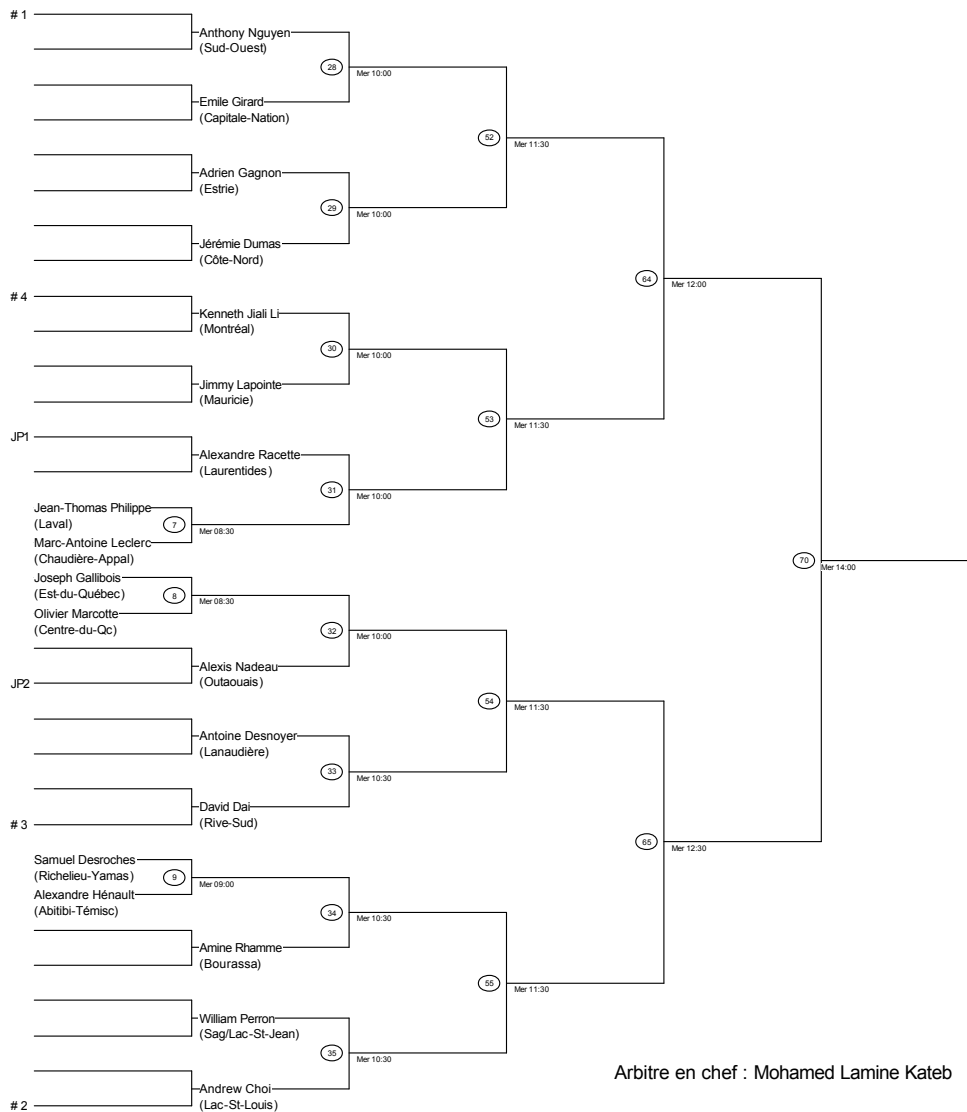 # 1
Anthony Nguyen
(Sud-Ouest)
28
Mer 10:00
Emile Girard
(Capitale-Nation)
52
Mer 11:30
Adrien Gagnon
(Estrie)
29
Mer 10:00
Jérémie Dumas
(Côte-Nord)
64
Mer 12:00
# 4
Kenneth Jiali Li
(Montréal)
30
Mer 10:00
Jimmy Lapointe
(Mauricie)
53
Mer 11:30
JP1
Alexandre Racette
(Laurentides)
31
Mer 10:00
Jean-Thomas Philippe
(Laval)
7
Mer 08:30
Marc-Antoine Leclerc
(Chaudière-Appal)
70
Mer 14:00
Joseph Gallibois
(Est-du-Québec)
8
Mer 08:30
Olivier Marcotte
(Centre-du-Qc)
32
Mer 10:00
Alexis Nadeau
(Outaouais)
JP2
54
Mer 11:30
Antoine Desnoyer
(Lanaudière)
33
Mer 10:30
David Dai
(Rive-Sud)
# 3
65
Mer 12:30
Samuel Desroches
(Richelieu-Yamas)
9
Mer 09:00
Alexandre Hénault
(Abitibi-Témisc)
34
Mer 10:30
Amine Rhamme
(Bourassa)
55
Mer 11:30
William Perron
(Sag/Lac-St-Jean)
35
Mer 10:30
Andrew Choi
(Lac-St-Louis)
# 2
Arbitre en chef : Mohamed Lamine Kateb